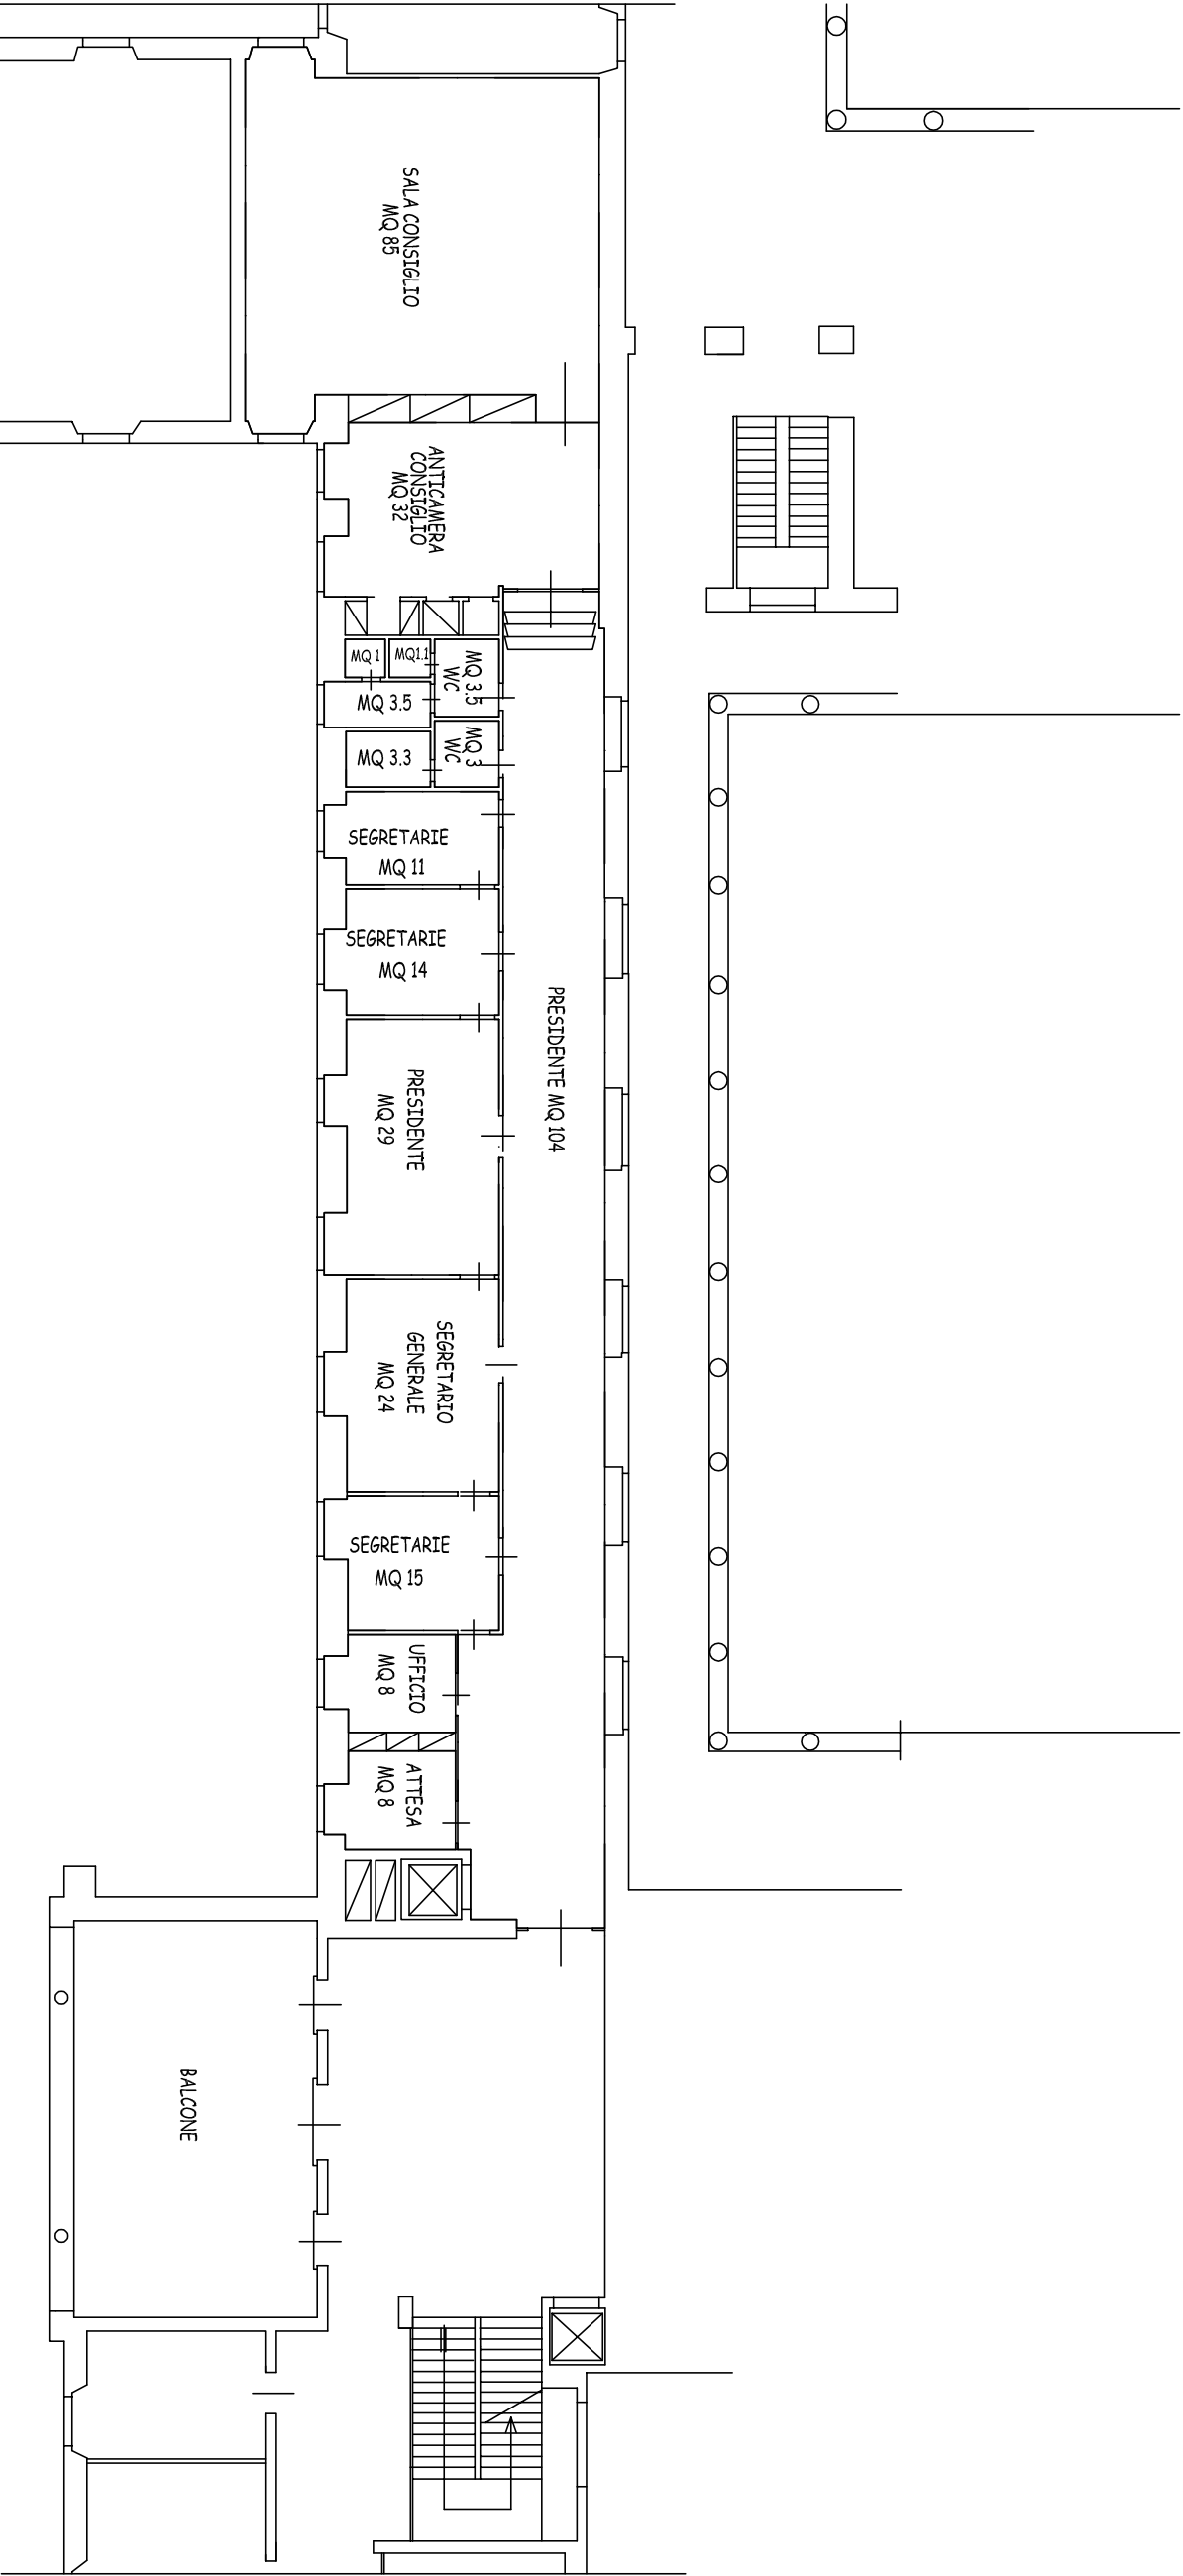 SALA CONSIGLIO
MQ 85
ANTICAMERA
CONSIGLIO
MQ 32
MQ 1
MQ1.1
MQ 3.5
WC
MQ 3.5
MQ 3
WC
MQ 3.3
SEGRETARIE
MQ 11
SEGRETARIE
MQ 14
PRESIDENTE MQ 104
PRESIDENTE
MQ 29
SEGRETARIO
GENERALE
MQ 24
SEGRETARIE
MQ 15
UFFICIO
MQ 8
ATTESA
MQ 8
BALCONE